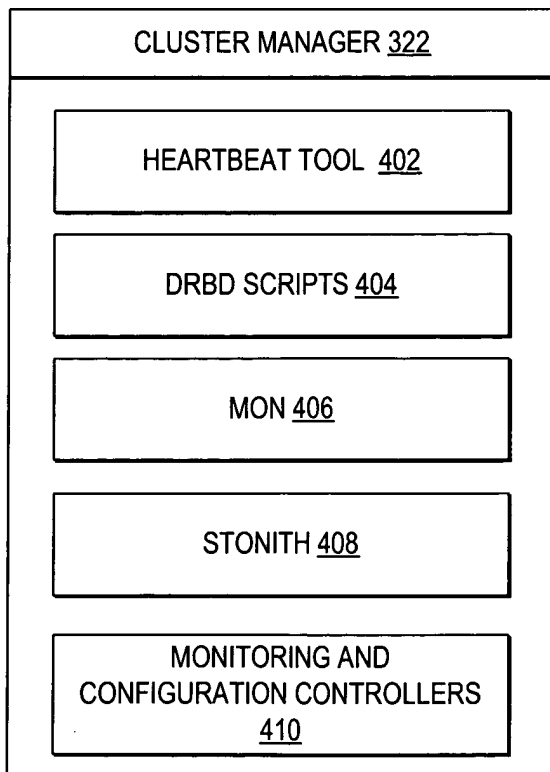 CLUSTER MANAGER 322
HEARTBEAT TOOL 402
DRBD SCRIPTS 404
MON 406
STONITH 408
MONITORING AND
CONFIGURATION CONTROLLERS
410